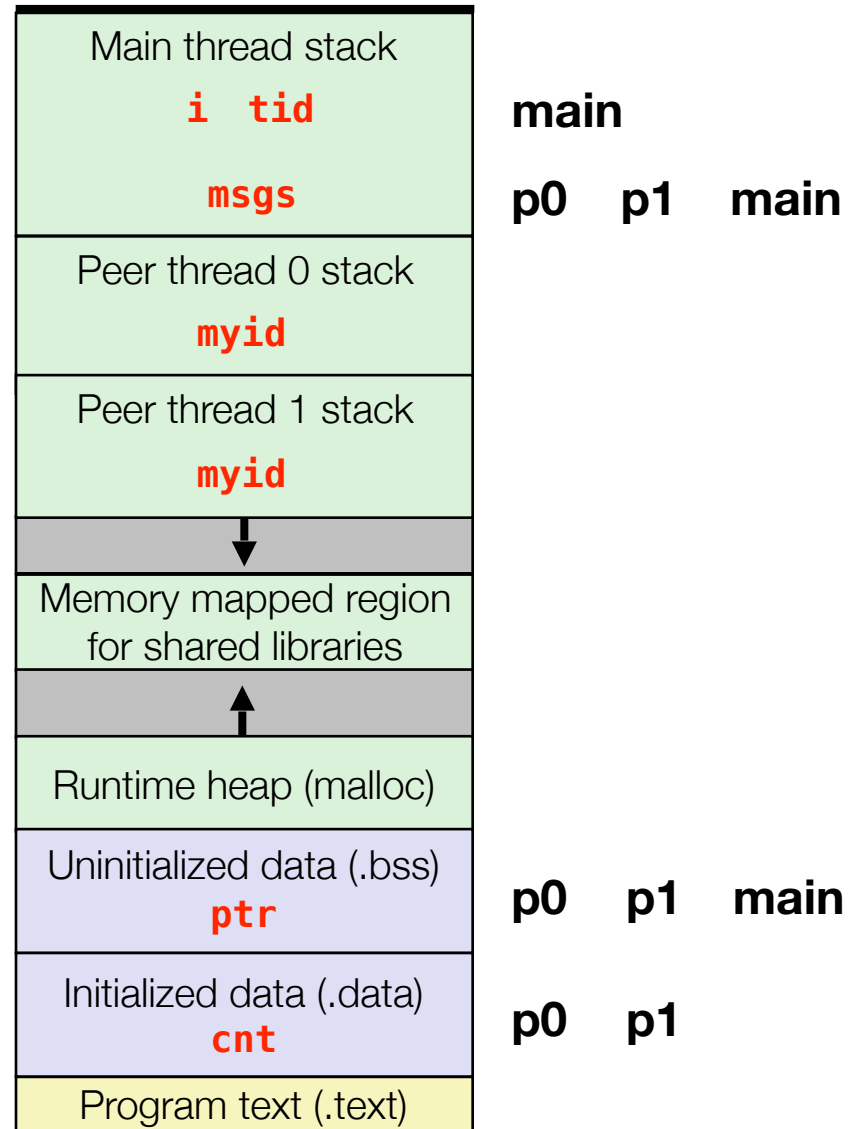 Main thread stack
i tid main
msgs p0 p1 main
Peer thread 0 stack
myid
Peer thread 1 stack
myid
Memory mapped region
for shared libraries
Runtime heap (malloc)
Uninitialized data (.bss)
ptr p0 p1 main
Initialized data (.data)
cnt p0 p1
Program text (.text)